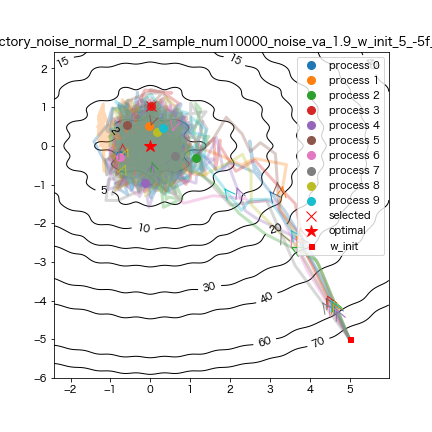 ctory_noise_normal_D_2_sample_num10000_noise_va_1.9_w_init_5_-5f_
15
15
process 0
process 1
process 2
process 3
process 4
process 5
process 6
process 7
process 8
process 9
selected
optimal
w_init
2
5
10
20
30
40
60
70
2
1
0
−1
−2
−3
−4
−5
−6
−2
−1
0
1
2
3
4
5